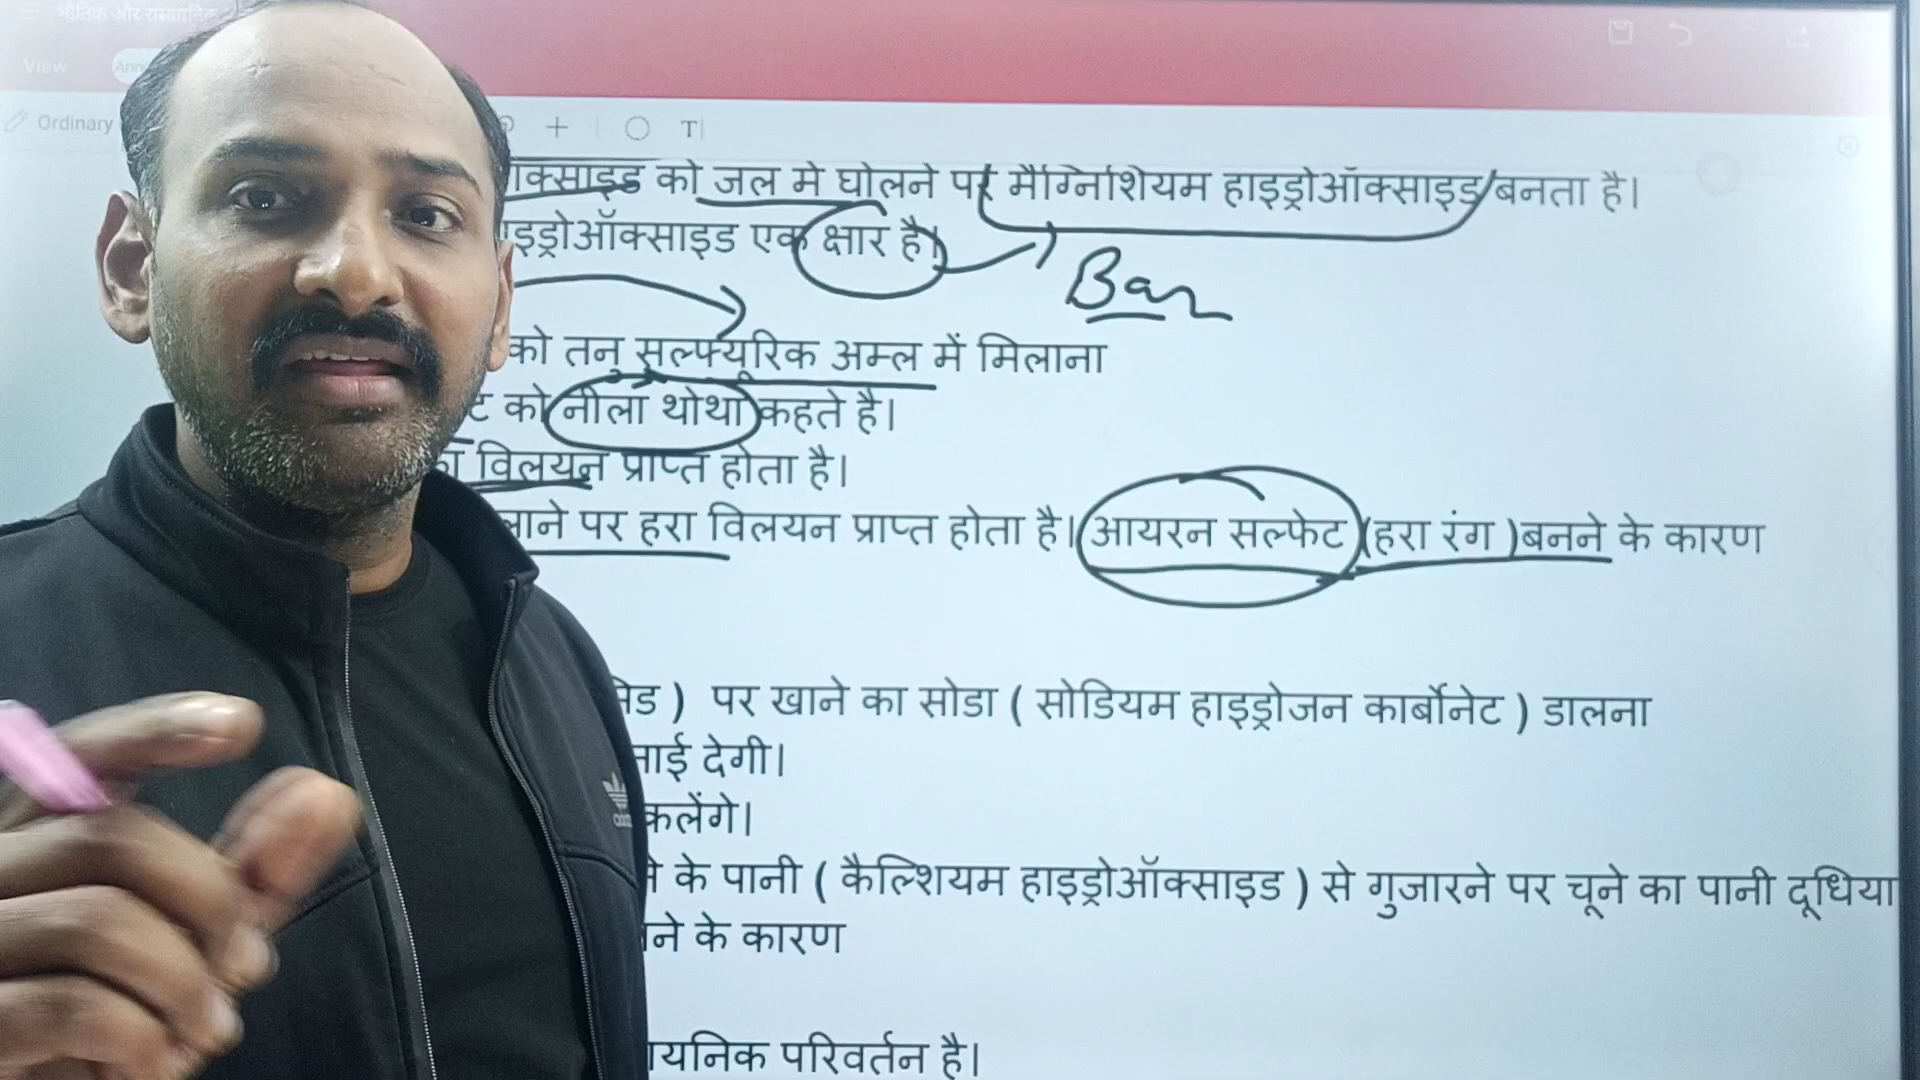 भौतिक और रासायनिक
View
Ordinary
T
ाक्साइड को जल मे घोलने पर मैग्निशियम हाइड्रोऑक्साइड बनता है।
ाइड्रोऑक्साइड एक क्षार है।
को तनु सल्फ्यूरिक अम्ल में मिलाना
ट को नीला थोथा कहते है।
विलयन प्राप्त होता है।
लाने पर हरा विलयन प्राप्त होता है। आयरन सल्फेट (हरा रंग )बनने के कारण
) पर खाने का सोडा ( सोडियम हाइड्रोजन कार्बोनेट ) डालना
नाई देगी।
कलेंगे।
के पानी ( कैल्शियम हाइड्रोऑक्साइड ) से गुजारने पर चूने का पानी दूधिया
ने के कारण
ायनिक परिवर्तन है।